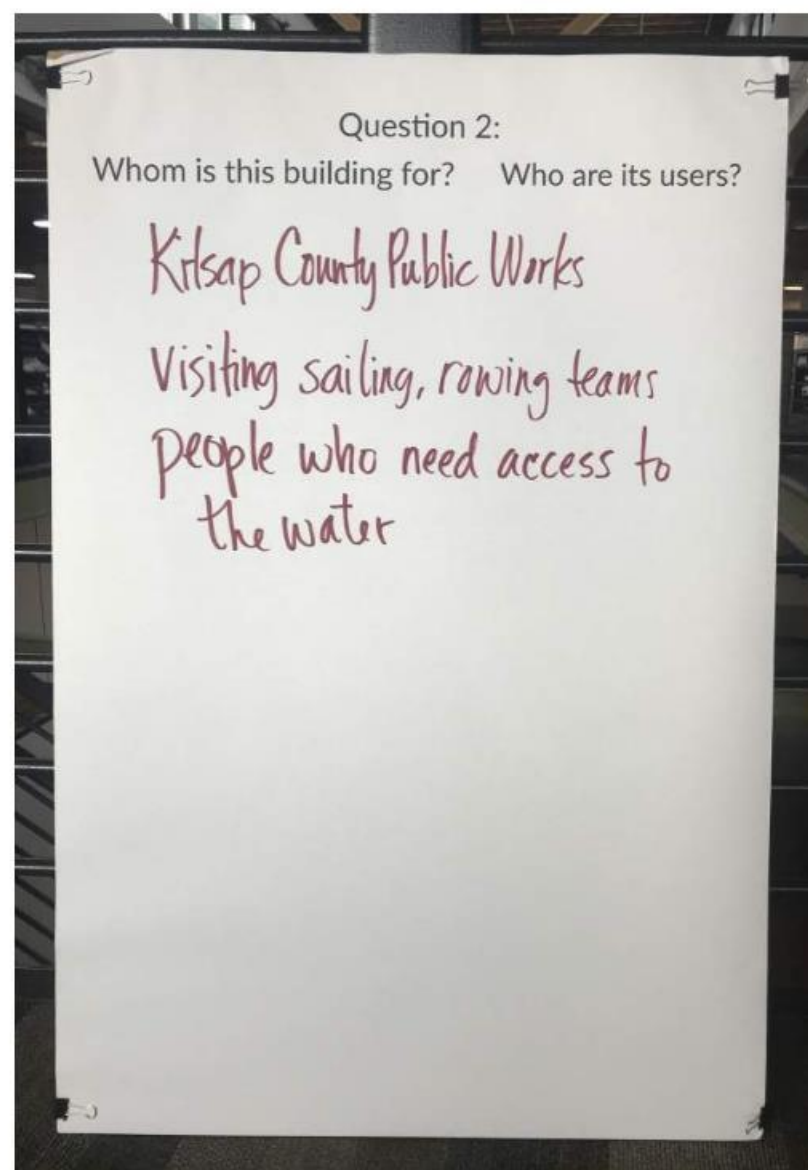 Question 2:
Whom is this building for? Who are its users?
Kitsap County Public Works
Visiting sailing, rowing teams
people who need access to
the water